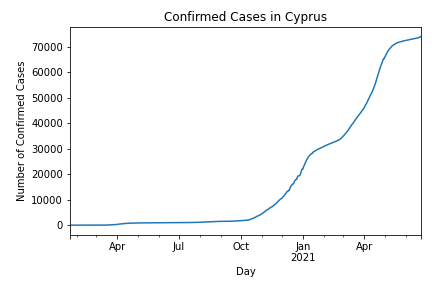 Confirmed Cases in Cyprus
Number of Confirmed Cases
70000
60000
50000
40000
30000
20000
10000
0
Apr Jul Oct Jan Apr
2021
Day